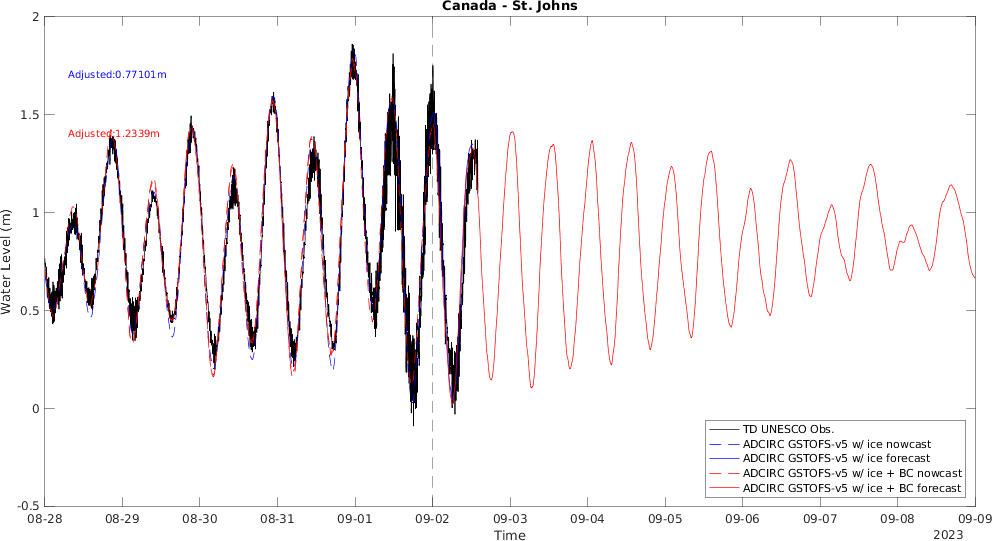 Canada - St. Johns
2
Adjusted:0.77101m
1.5
Adjusted:1.2339m
1
Water Level (m)
0.5
0
TD UNESCO Obs.
ADCIRC GSTOFS-v5 w/ ice nowcast
ADCIRC GSTOFS-v5 w/ ice forecast
ADCIRC GSTOFS-v5 w/ ice + BC nowcast
ADCIRC GSTOFS-v5 w/ ice + BC forecast
-0.5
08-28 08-29 08-30 08-31 09-01 09-02 09-03 09-04 09-05 09-06 09-07 09-08 09-09
Time
2023